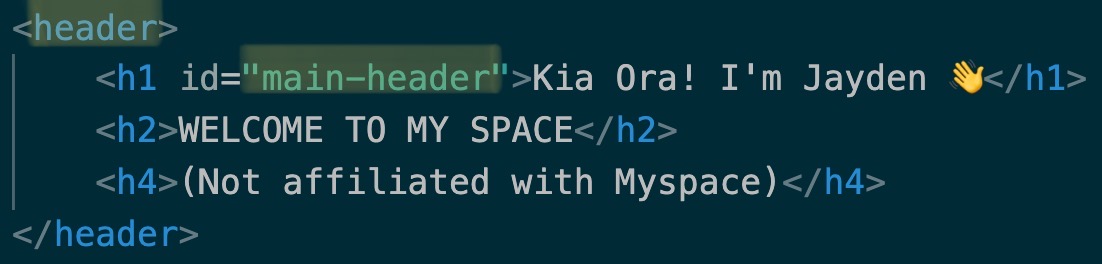 <header>
<h1 id="main-header">Kia Ora! I'm Jayden 👋</h1>
<h2>WELCOME TO MY SPACE</h2>
<h4>(Not affiliated with Myspace)</h4>
</header>